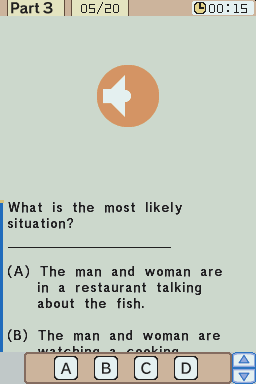 Part 3 05/20 00:15
What is the most likely
situation?
(A) The man and woman are
in a restaurant talking
about the fish.
(B) The man and woman are
watching a cooking
A B C D